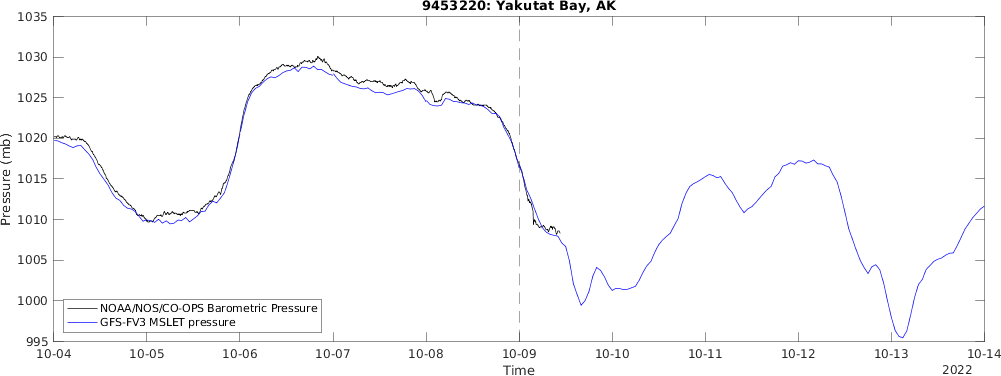 9453220: Yakutat Bay, AK
Pressure (mb)
1035
1030
1025
1020
1015
1010
1005
1000
995
NOAA/NOS/CO-OPS Barometric Pressure
GFS-FV3 MSLET pressure
10-04 10-05 10-06 10-07 10-08 10-09 10-10 10-11 10-12 10-13 10-14
Time
2022